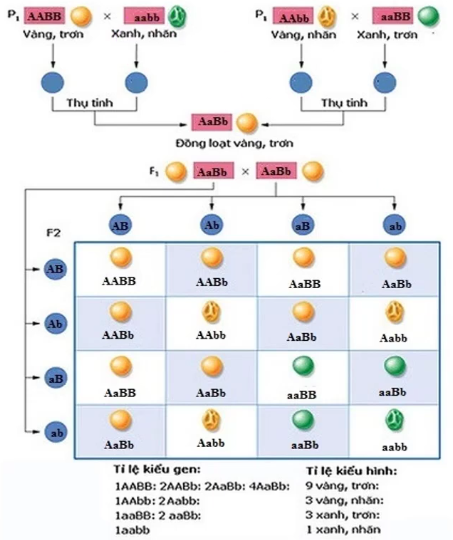 P₁ AABB × aabb P₁ AAbb × aaBB
Vàng, trơn Xanh, nhăn Vàng, nhăn Xanh, trơn
Thụ tinh Thụ tinh
AaBb
Đồng loạt vàng, trơn
F₁ AaBb × AaBb
AB Ab aB ab
F2
AB AABB AABb AaBB AaBb
Ab AABb AAbb AaBb Aabb
aB AaBB AaBb aaBB aaBb
ab AaBb Aabb aaBb aabb
Tỉ lệ kiểu gen: Tỉ lệ kiểu hình:
1AABB: 2AABb: 2AaBb: 4AaBb: 9 vàng, trơn:
1AAbb: 2Aabb: 3 vàng, nhăn:
1aaBB: 2 aaBb: 3 xanh, trơn:
1aabb 1 xanh, nhăn